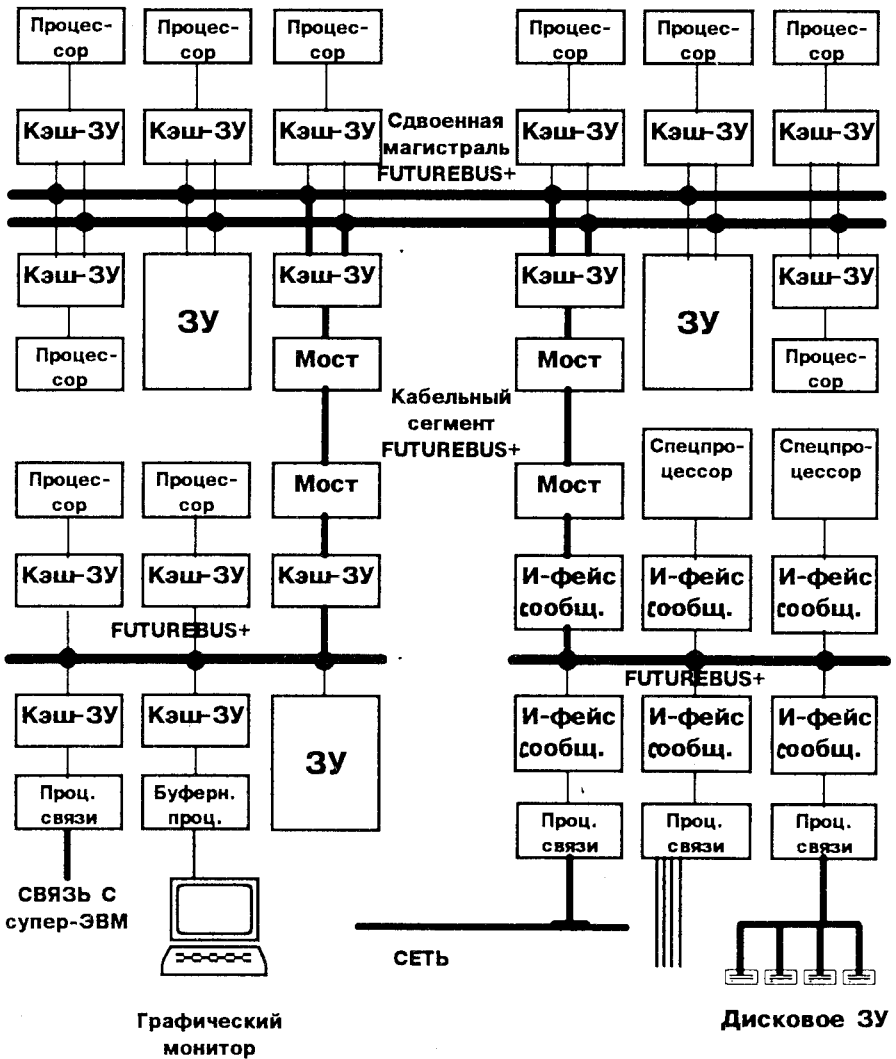 Процес-
сор
Процес-
сор
Процес-
сор
Процес-
сор
Процес-
сор
Процес-
сор
Кэш-ЗУ
Кэш-ЗУ
Кэш-ЗУ
Сдвоенная
магистраль
FUTUREBUS+
Кэш-ЗУ
Кэш-ЗУ
Кэш-ЗУ
Кэш-ЗУ
ЗУ
Кэш-ЗУ
Кэш-ЗУ
ЗУ
Кэш-ЗУ
Процес-
сор
Мост
Мост
Процес-
сор
Кабельный
сегмент
FUTUREBUS+
Процес-
сор
Процес-
сор
Мост
Мост
Спецпро-
цессор
Спецпро-
цессор
Кэш-ЗУ
Кэш-ЗУ
Кэш-ЗУ
И-фейс
сообщ.
И-фейс
сообщ.
И-фейс
сообщ.
FUTUREBUS+
FUTUREBUS+
Кэш-ЗУ
Кэш-ЗУ
ЗУ
И-фейс
сообщ.
И-фейс
сообщ.
И-фейс
сообщ.
Проц.
связи
Буферн.
проц.
Проц.
связи
Проц.
связи
Проц.
связи
СВЯЗЬ С
супер-ЭВМ
СЕТЬ
Графический
монитор
Дисковое ЗУ